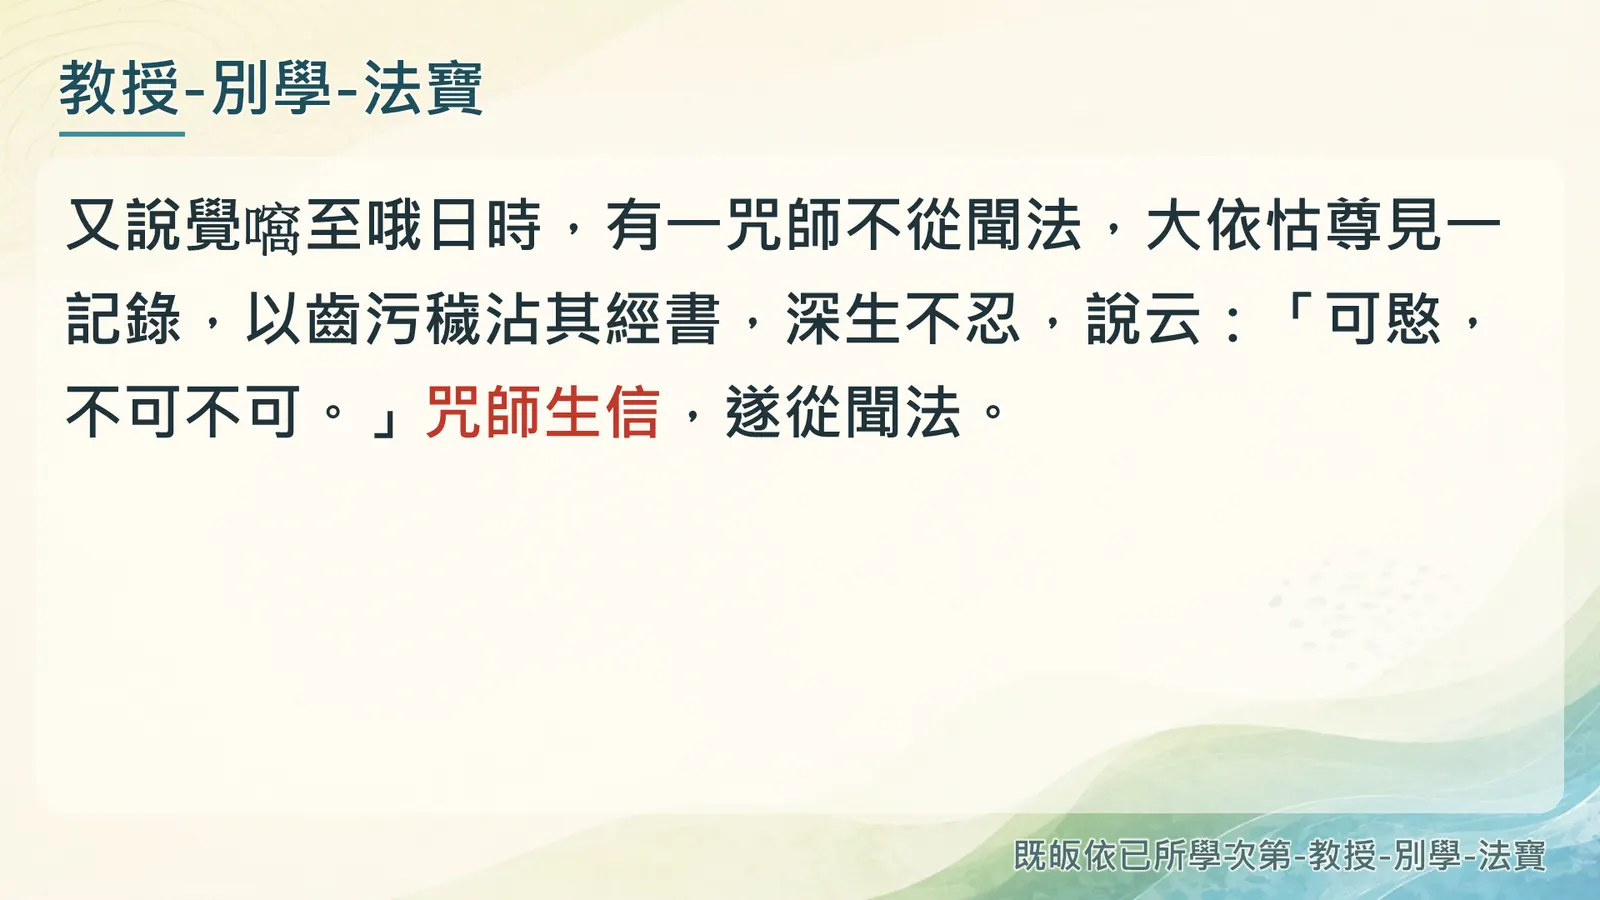 教授-別學-法寶
又說覺嚆至哦日時，有一咒師不從聞法，大依怙尊見一
記錄，以齒污穢沾其經書，深生不忍，說云：「可愍，
不可不可。」咒師生信，遂從聞法。
既皈依已所學次第-教授-別學-法寶